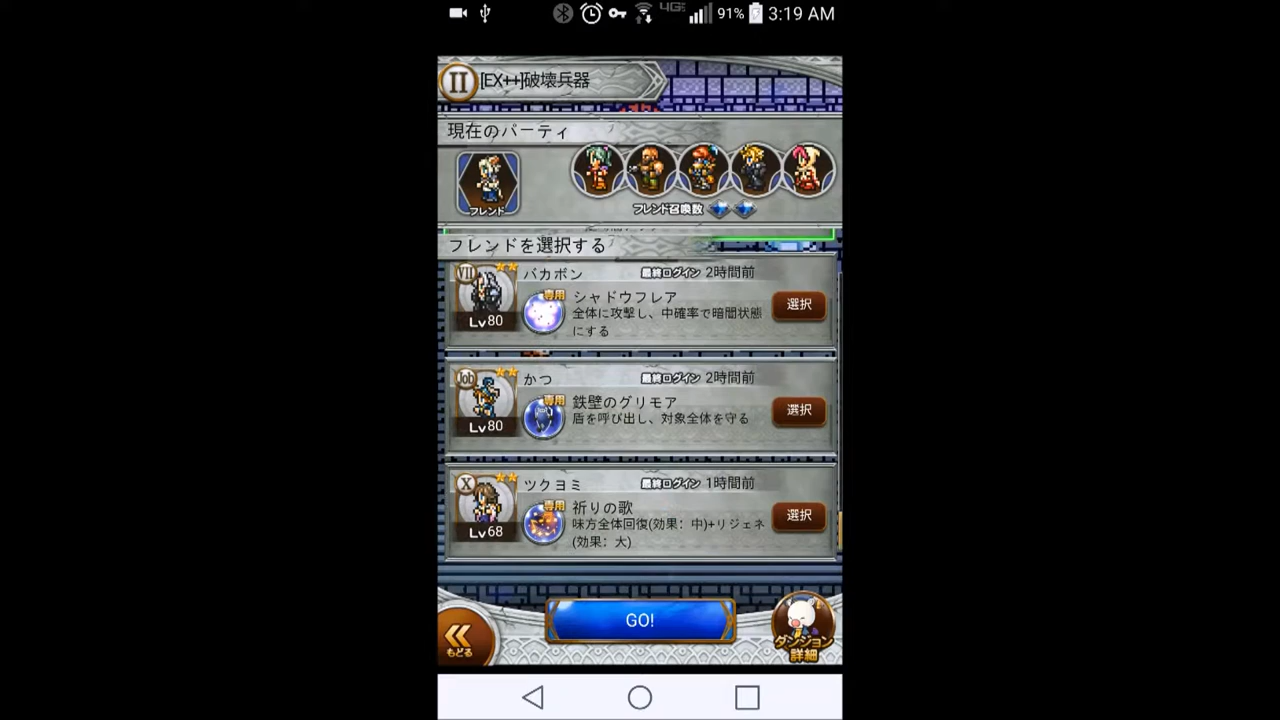 4G 91% 3:19 AM
II [EX++]破壊兵器
現在のパーティ
フレンド
フレンド召喚数
フレンドを選択する
VII バカボン 最終ログイン 2時間前
専用 シャドウフレア
全体に攻撃し、中確率で暗闇状態
にする
Lv80
選択
Job かつ 最終ログイン 2時間前
専用 鉄壁のグリモア
盾を呼び出し、対象全体を守る
Lv80
選択
X ツクヨミ 最終ログイン 1時間前
専用 祈りの歌
味方全体回復(効果: 中)+リジェネ
(効果: 大)
Lv68
選択
GO!
もどる
ダンジョン
詳細